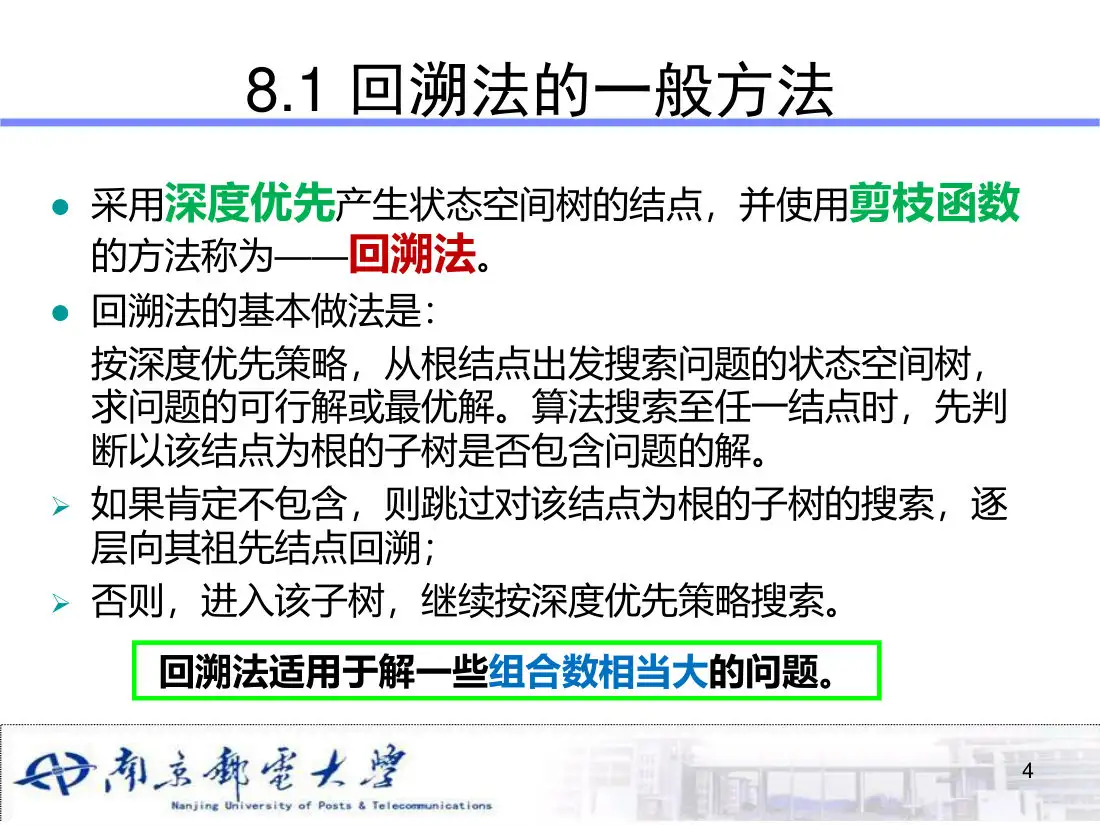 8.1 回溯法的一般方法
采用深度优先产生状态空间树的结点，并使用剪枝函数
的方法称为——回溯法。
回溯法的基本做法是：
按深度优先策略，从根结点出发搜索问题的状态空间树，
求问题的可行解或最优解。算法搜索至任一结点时，先判
断以该结点为根的子树是否包含问题的解。
如果肯定不包含，则跳过对该结点为根的子树的搜索，逐
层向其祖先结点回溯；
否则，进入该子树，继续按深度优先策略搜索。
回溯法适用于解一些组合数相当大的问题。
南京郵電大學
Nanjing University of Posts & Telecommunications
4